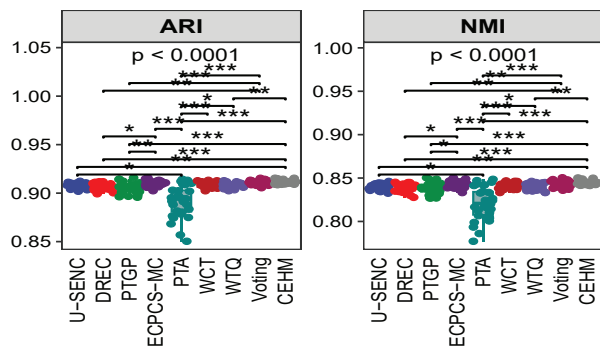 ARI
p < 0.0001
1.05
1.00
0.95
0.90
0.85
***
***
**
**
*
***
***
*
***
**
***
**
*
U-SENC
DREC
PTGP
ECPCS-MC
PTA
WCT
WTQ
Voting
CEHM
NMI
p < 0.0001
1.00
0.95
0.90
0.85
0.80
***
**
**
**
*
***
***
*
***
*
***
**
*
U-SENC
DREC
PTGP
ECPCS-MC
PTA
WCT
WTQ
Voting
CEHM